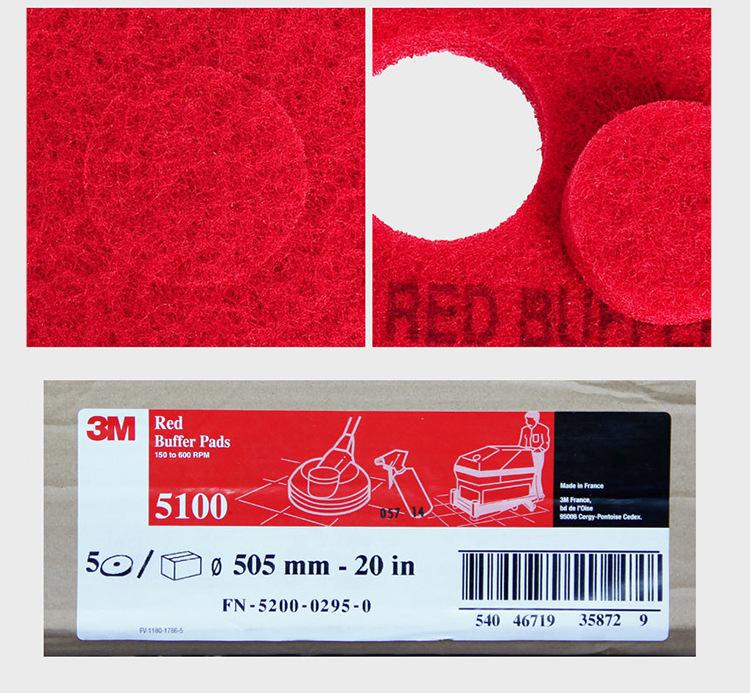 RED BUFFE
3M
Red
Buffer Pads
150 to 600 RPM
5100
057 14
Made in France
3M France,
bd de l'Oise
95006 Cergy-Pontoise Cedex.
5 / ø 505 mm - 20 in
FN-5200-0295-0
540 46719 35872 9
FV-1180-1786-5